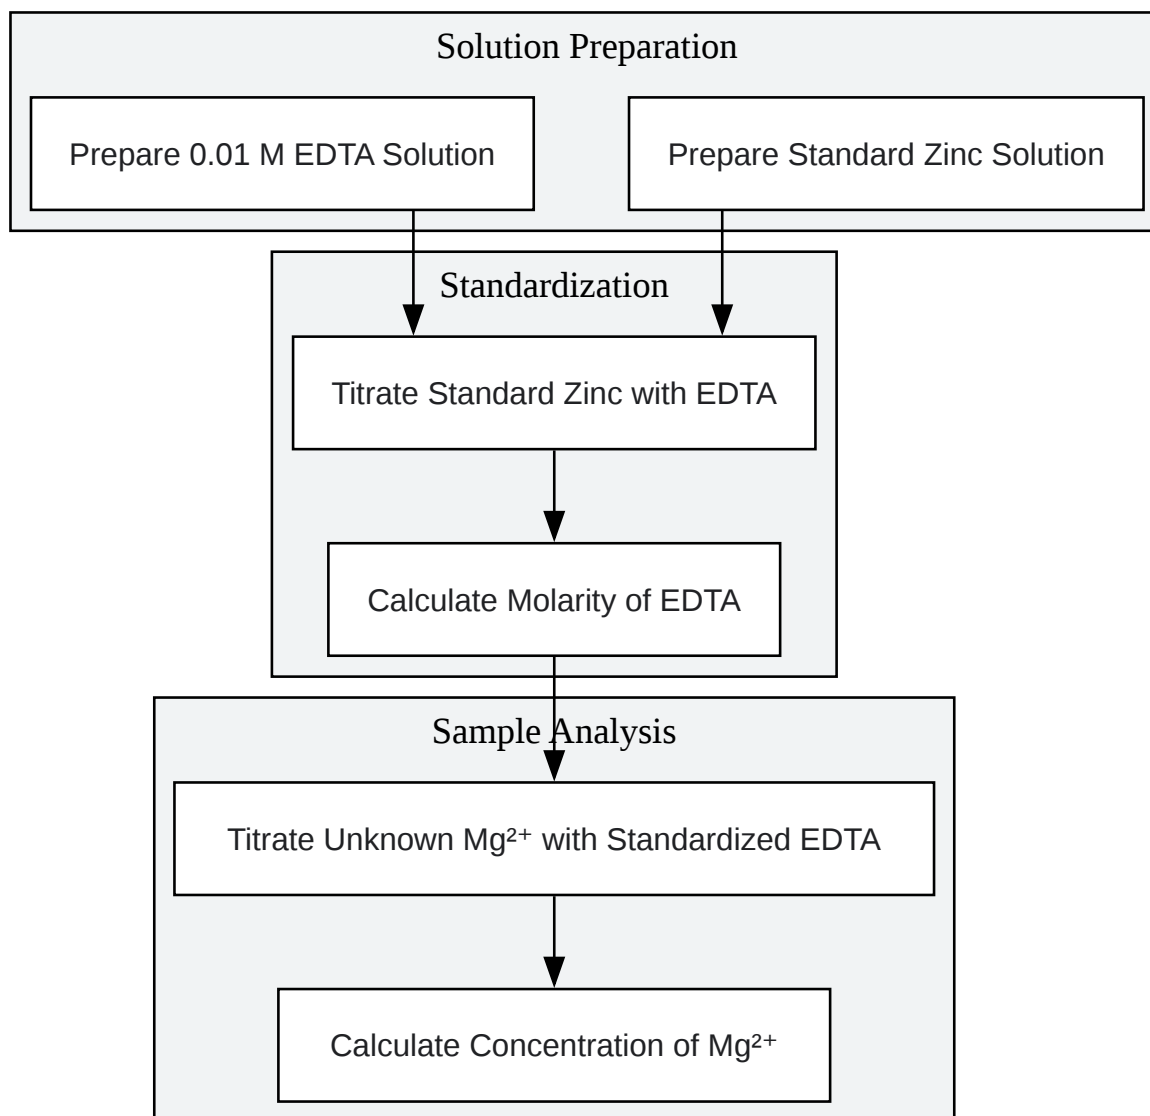 Solution Preparation
Prepare 0.01 M EDTA Solution
Prepare Standard Zinc Solution
Standardization
Titrate Standard Zinc with EDTA
Calculate Molarity of EDTA
Sample Analysis
Titrate Unknown Mg²⁺ with Standardized EDTA
Calculate Concentration of Mg²⁺